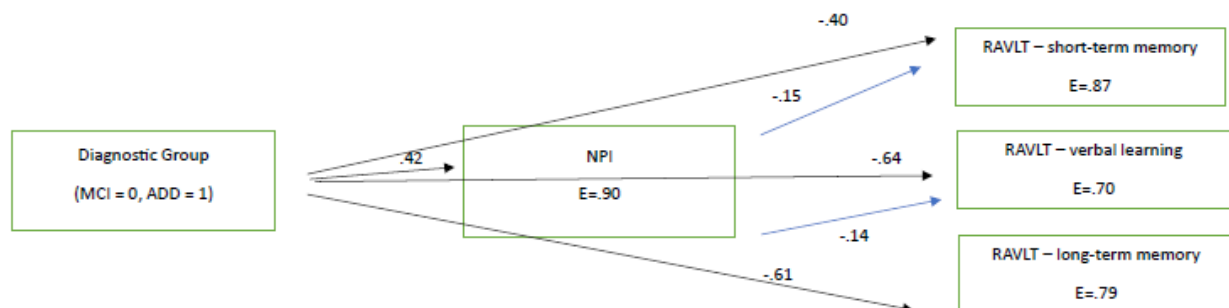 -.40
RAVLT – short-term memory
E=.87
-.15
Diagnostic Group
(MCI = 0, ADD = 1)
.42
NPI
E=.90
-.64
RAVLT – verbal learning
E=.70
-.14
-.61
RAVLT – long-term memory
E=.79